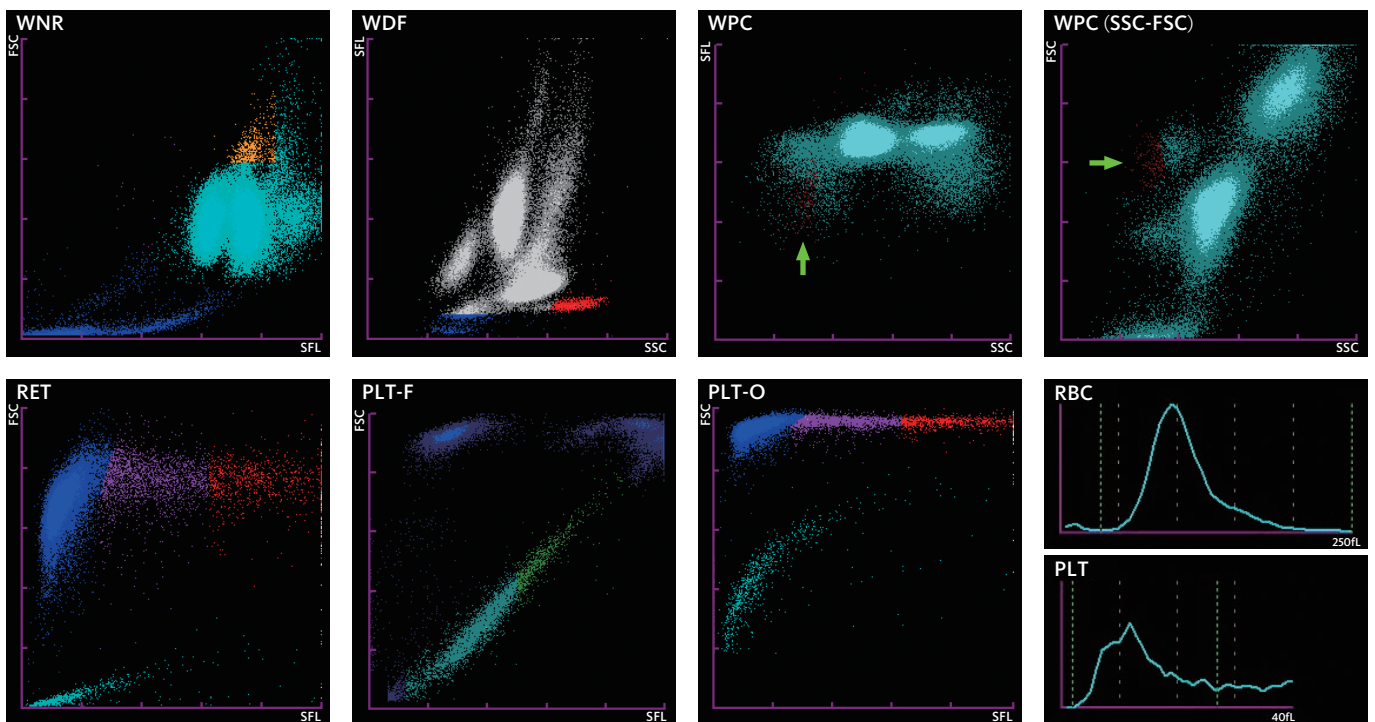 WNR
FSC
SFL
WDF
SFL
SSC
WPC
SFL
SSC
WPC (SSC-FSC)
FSC
SSC
RET
FSC
SFL
PLT-F
FSC
SFL
PLT-O
FSC
SFL
RBC
250fL
PLT
40fL